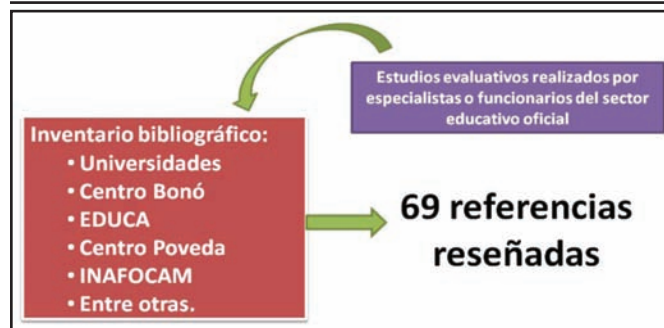 Estudios evaluativos realizados por
especialistas o funcionarios del sector
educativo oficial
Inventario bibliográfico:
• Universidades
• Centro Bonó
• EDUCA
• Centro Poveda
• INAFOCAM
• Entre otras.
69 referencias
reseñadas